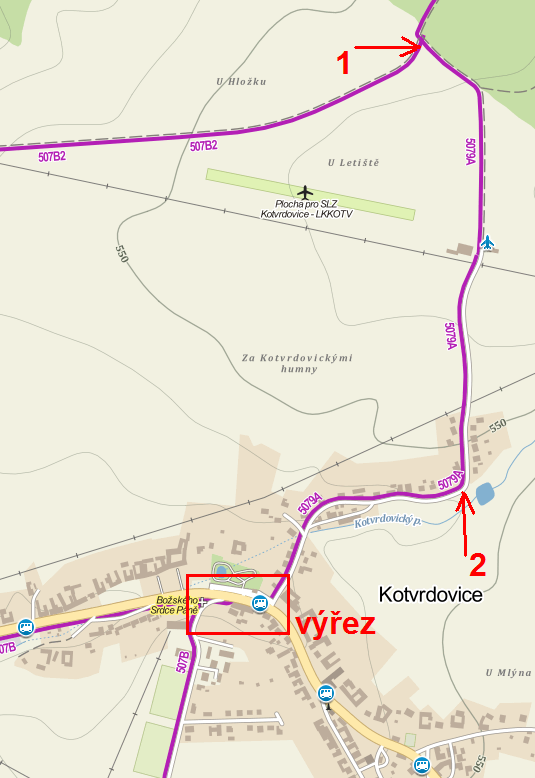 1
U Hložku
507B2
507B2
5079A
U Letiště
Plocha pro SLZ
Kotvrdovice - LKKOTV
550
5079A
Za Kotvrdovickými
humny
550
5079A
5079A
Kotvrdovický p.
2
Kotvrdovice
Božského
Srdce Páně
výřez
07B
507B
U Mlýna
550